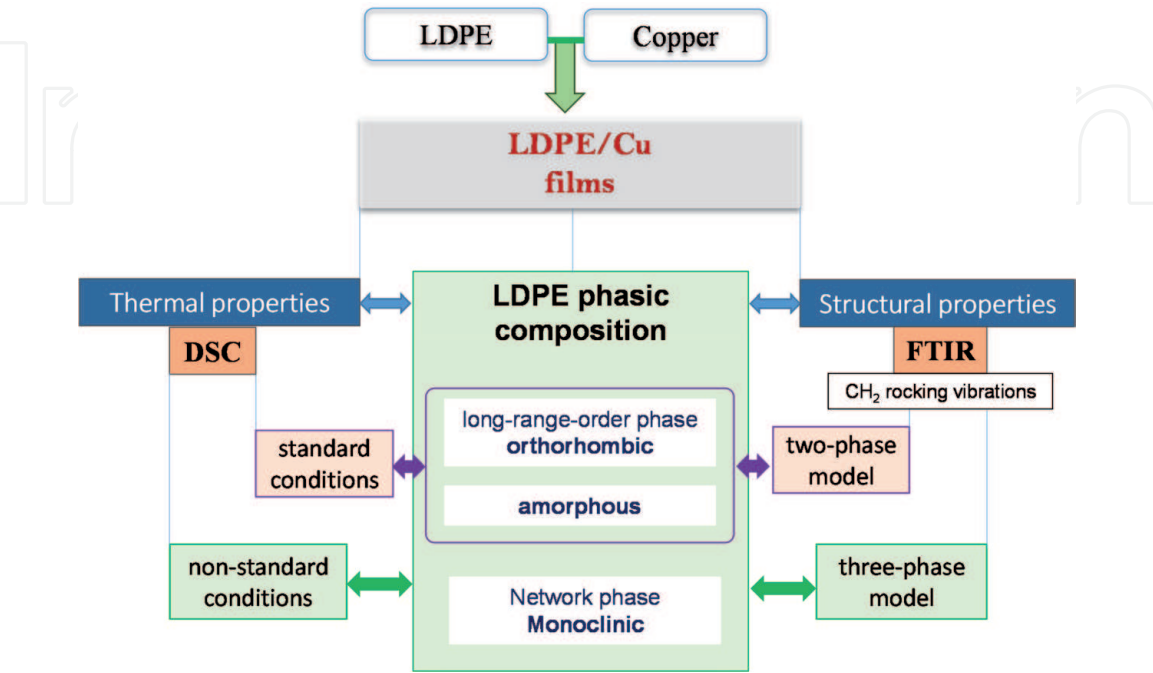 LDPE
Copper
LDPE/Cu
films
Thermal properties
LDPE phasic
composition
Structural properties
DSC
FTIR
CH₂ rocking vibrations
standard
conditions
long-range-order phase
orthorhombic
amorphous
two-phase
model
non-standard
conditions
Network phase
Monoclinic
three-phase
model